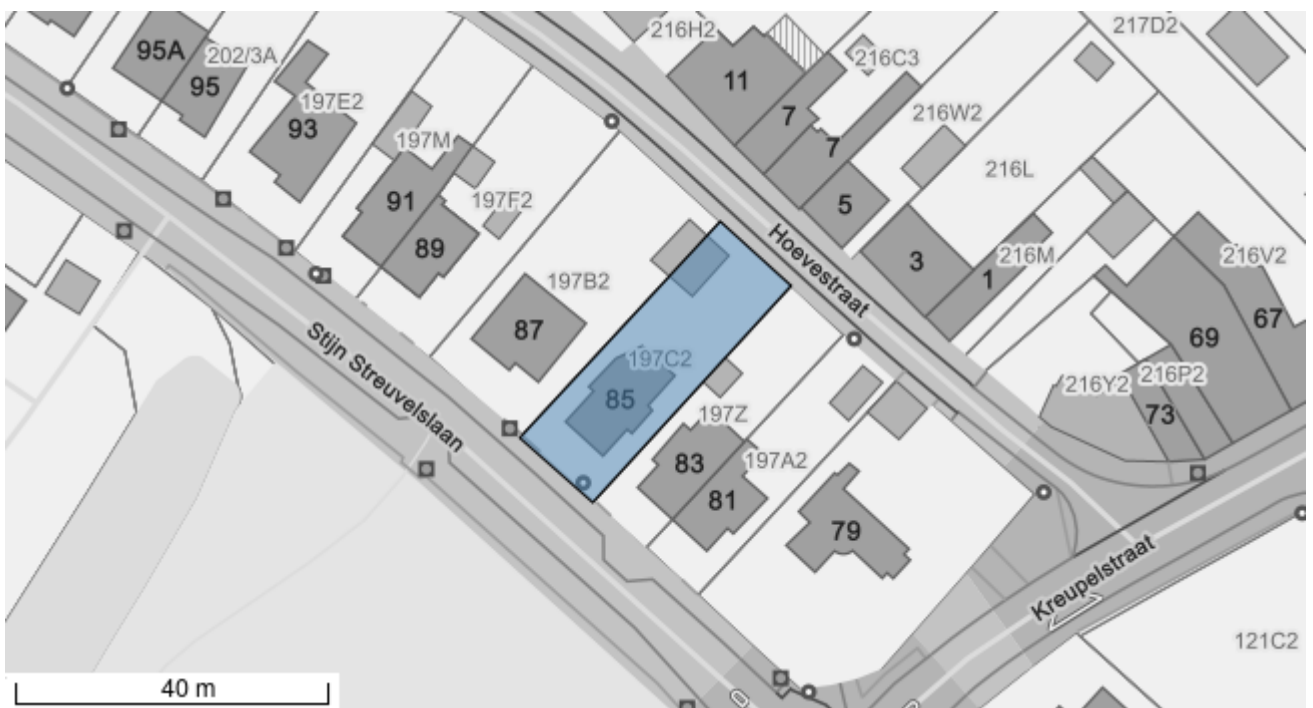 216H2
217D2
95A
202/3A
216C3
95
11
197E2
7
93
216W2
197M
7
216L
91
197F2
5
89
Hoevestraat
3
216M
216V2
1
197B2
87
67
69
Stijn Streuvelslaan
197C2
216P2
216Y2
85
197Z
73
83
197A2
81
79
Kreupelstraat
121C2
40 m